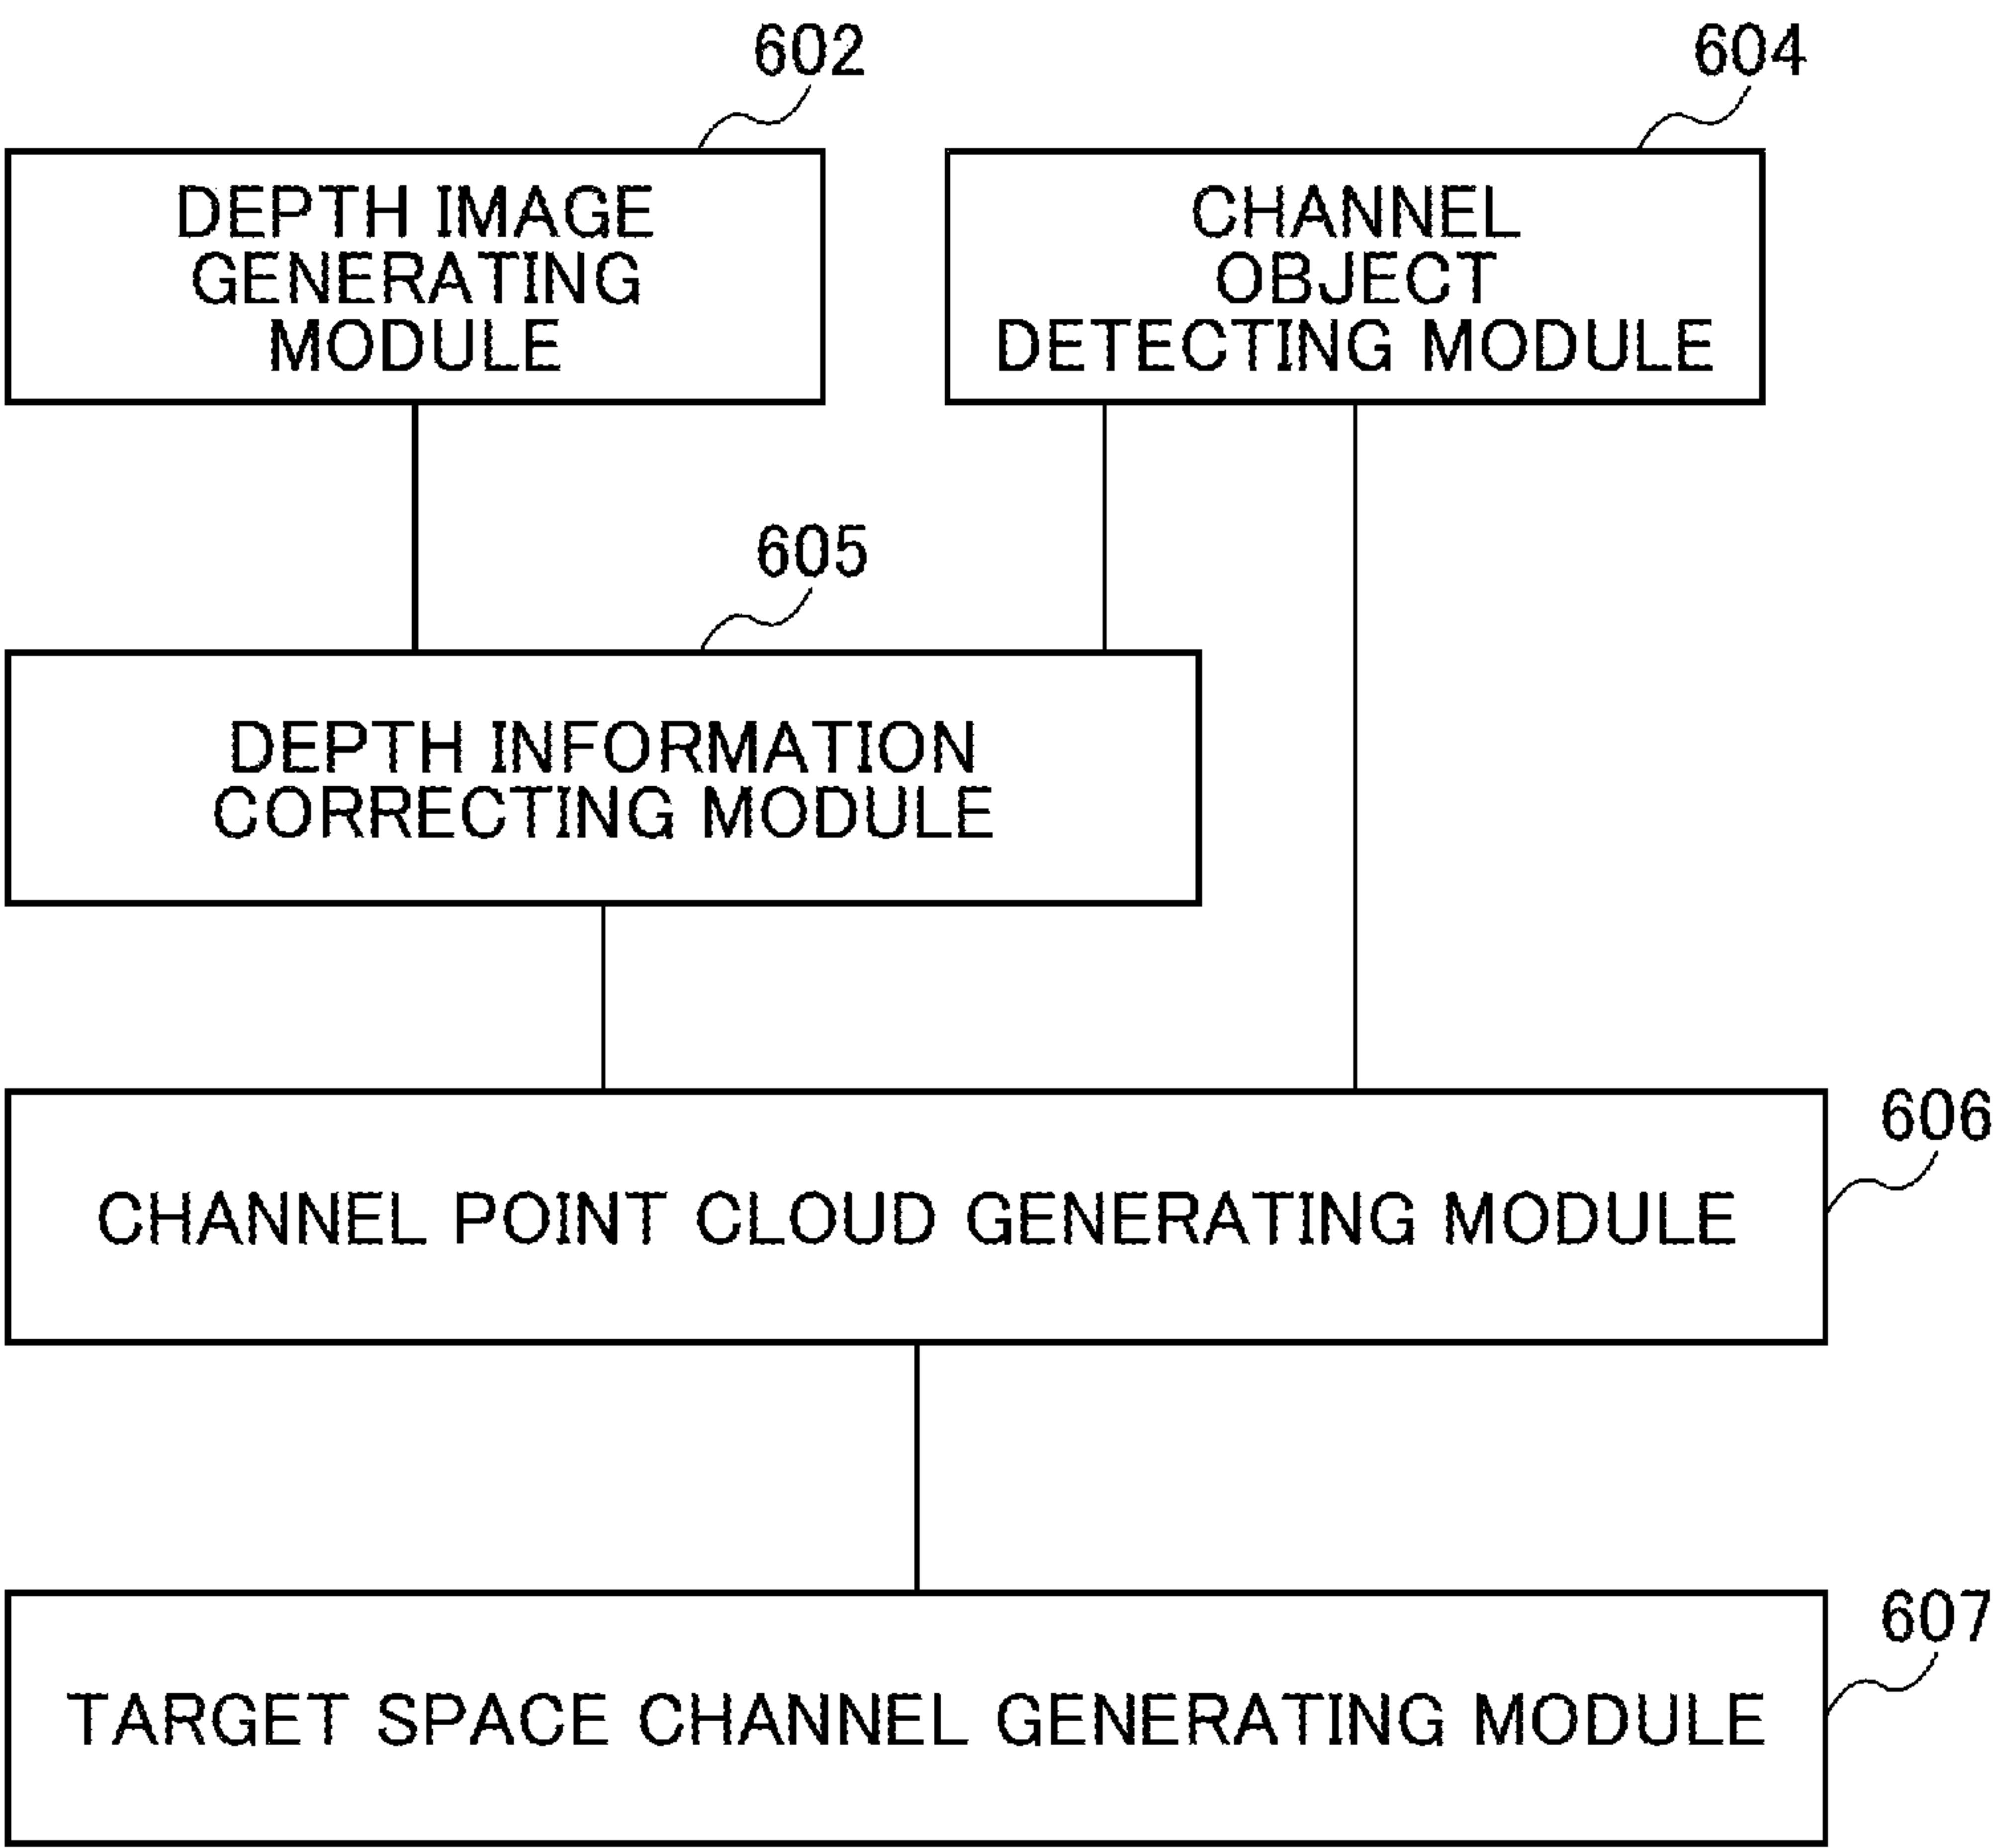 602
604
DEPTH IMAGE
GENERATING
MODULE
CHANNEL
OBJECT
DETECTING MODULE
605
DEPTH INFORMATION
CORRECTING MODULE
606
CHANNEL POINT CLOUD GENERATING MODULE
607
TARGET SPACE CHANNEL GENERATING MODULE